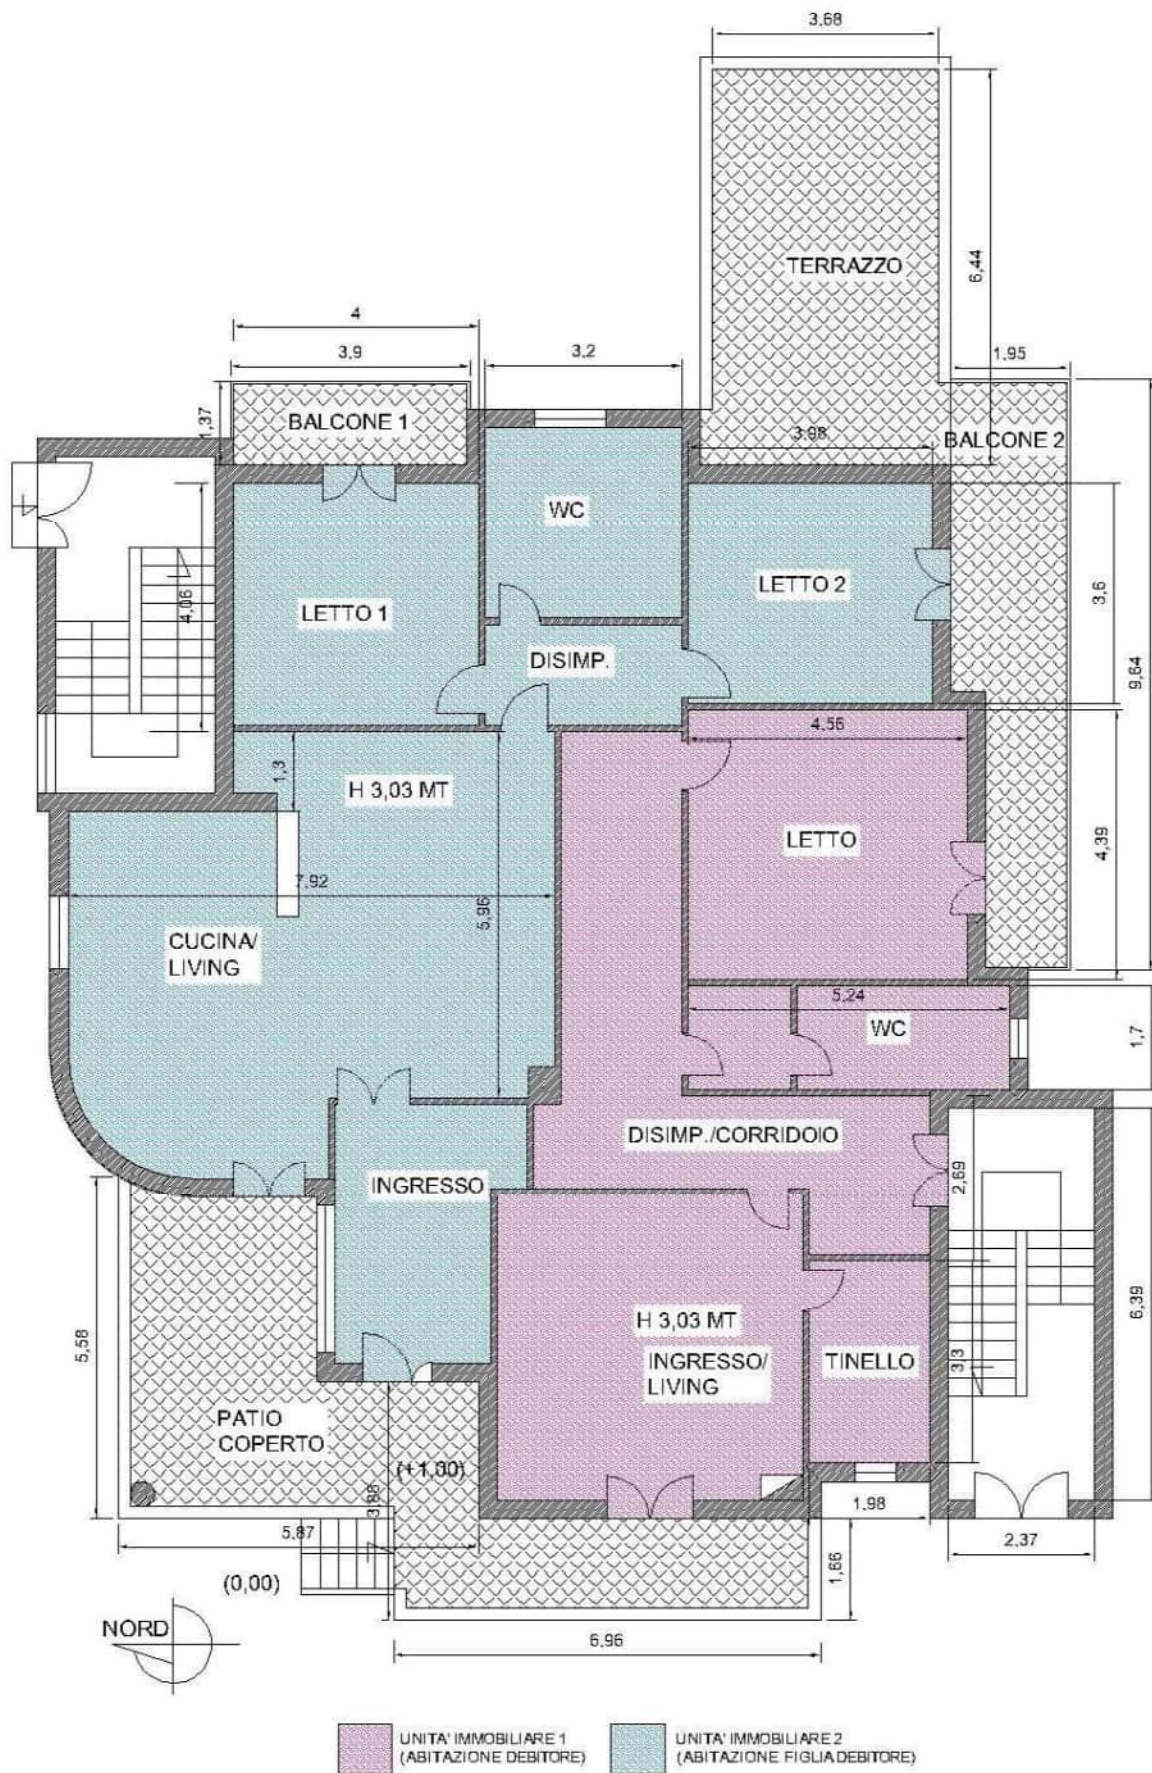 3,68
TERRAZZO
6,44
4
3,9
3,2
1,95
1,37
BALCONE 1
3,98
BALCONE 2
WC
4,06
LETTO 1
LETTO 2
3,6
DISIMP.
9,64
4,56
1,3
H 3,03 MT
LETTO
4,39
7,92
5,96
CUCINA/
LIVING
5,24
WC
1,7
DISIMP./CORRIDOIO
INGRESSO
2,69
5,58
H 3,03 MT
INGRESSO/
LIVING
TINELLO
3,3
6,39
PATIO
COPERTO
(+1,00)
3,88
5,87
1,98
2,37
1,66
(0,00)
NORD
6,96
UNITA' IMMOBILIARE 1
(ABITAZIONE DEBITORE)
UNITA' IMMOBILIARE 2
(ABITAZIONE FIGLIA DEBITORE)